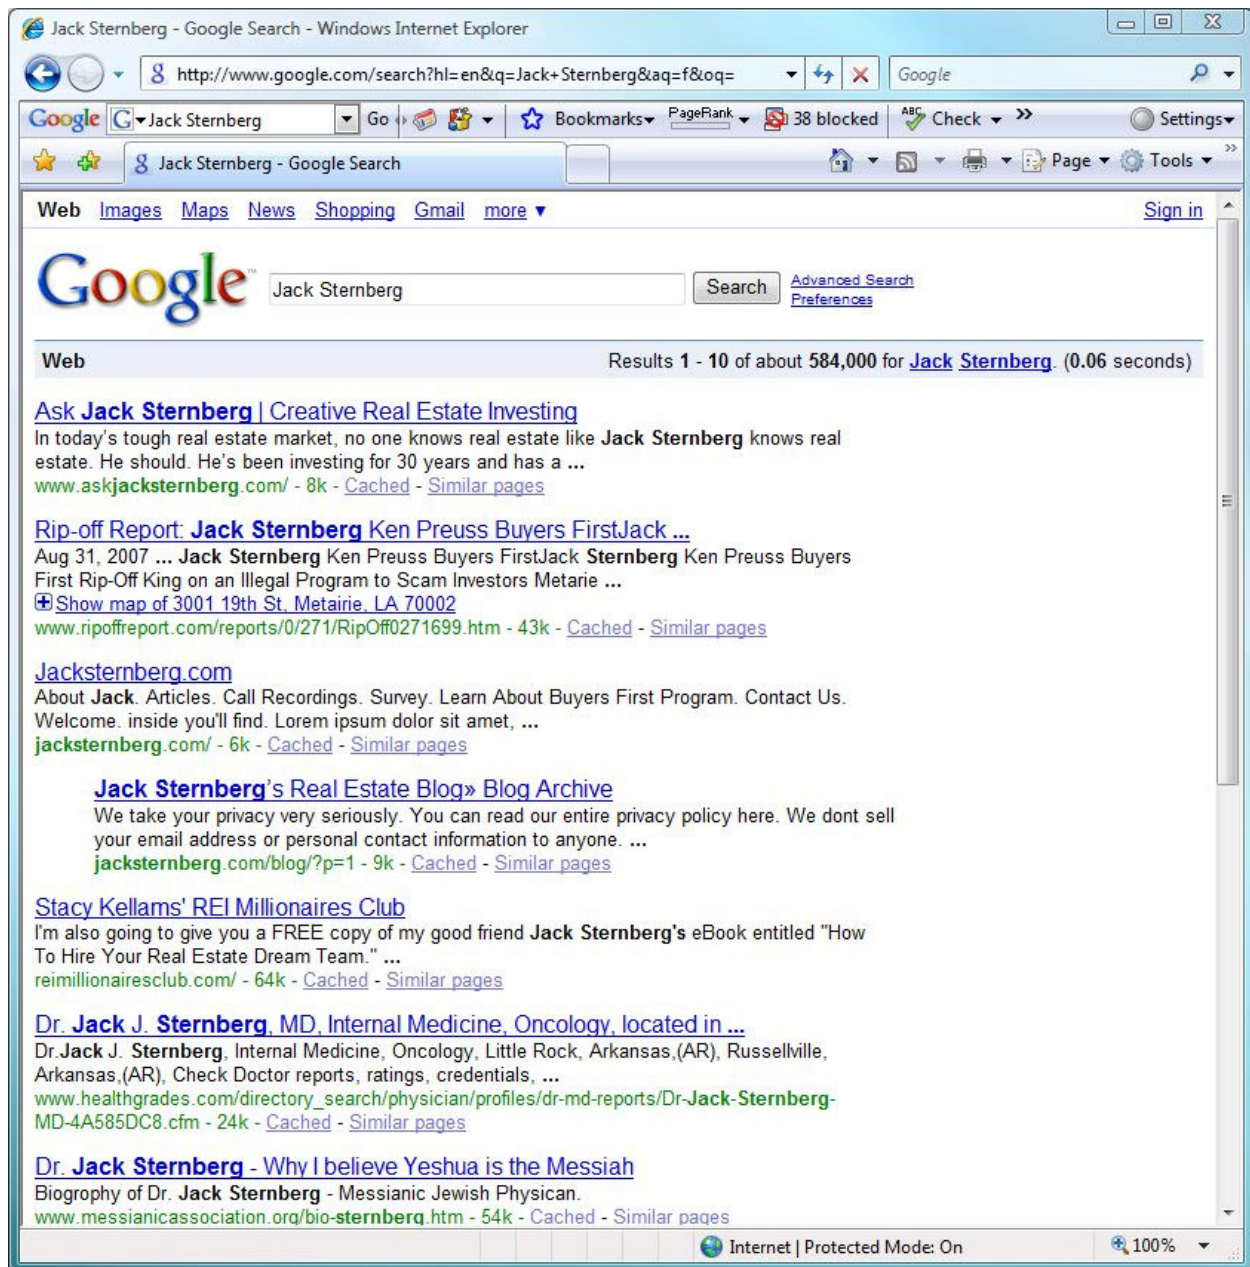 Jack Sternberg - Google Search - Windows Internet Explorer
http://www.google.com/search?hl=en&q=Jack+Sternberg&aq=f&oq= Google
Google G Jack Sternberg Go Bookmarks PageRank 38 blocked ABC Check » Settings
Jack Sternberg - Google Search Page Tools »
Web Images Maps News Shopping Gmail more ▼ Sign in
Google™ Jack Sternberg Search Advanced Search
Preferences
Web Results 1 - 10 of about 584,000 for Jack Sternberg. (0.06 seconds)
Ask Jack Sternberg | Creative Real Estate Investing
In today's tough real estate market, no one knows real estate like Jack Sternberg knows real
estate. He should. He's been investing for 30 years and has a ...
www.askjacksternberg.com/ - 8k - Cached - Similar pages
Rip-off Report: Jack Sternberg Ken Preuss Buyers FirstJack ...
Aug 31, 2007 ... Jack Sternberg Ken Preuss Buyers FirstJack Sternberg Ken Preuss Buyers
First Rip-Off King on an Illegal Program to Scam Investors Metarie ...
Show map of 3001 19th St, Metairie, LA 70002
www.ripoffreport.com/reports/0/271/RipOff0271699.htm - 43k - Cached - Similar pages
Jacksternberg.com
About Jack. Articles. Call Recordings. Survey. Learn About Buyers First Program. Contact Us.
Welcome. inside you'll find. Lorem ipsum dolor sit amet, ...
jacksternberg.com/ - 6k - Cached - Similar pages
Jack Sternberg's Real Estate Blog» Blog Archive
We take your privacy very seriously. You can read our entire privacy policy here. We dont sell
your email address or personal contact information to anyone. ...
jacksternberg.com/blog/?p=1 - 9k - Cached - Similar pages
Stacy Kellams' REI Millionaires Club
I'm also going to give you a FREE copy of my good friend Jack Sternberg's eBook entitled "How
To Hire Your Real Estate Dream Team." ...
reimillionairesclub.com/ - 64k - Cached - Similar pages
Dr. Jack J. Sternberg, MD, Internal Medicine, Oncology, located in ...
Dr.Jack J. Sternberg, Internal Medicine, Oncology, Little Rock, Arkansas,(AR), Russellville,
Arkansas,(AR), Check Doctor reports, ratings, credentials, ...
www.healthgrades.com/directory_search/physician/profiles/dr-md-reports/Dr-Jack-Sternberg-
MD-4A585DC8.cfm - 24k - Cached - Similar pages
Dr. Jack Sternberg - Why I believe Yeshua is the Messiah
Biogrophy of Dr. Jack Sternberg - Messianic Jewish Physican.
www.messianicassociation.org/bio-sternberg.htm - 54k - Cached - Similar pages
Internet | Protected Mode: On 100%